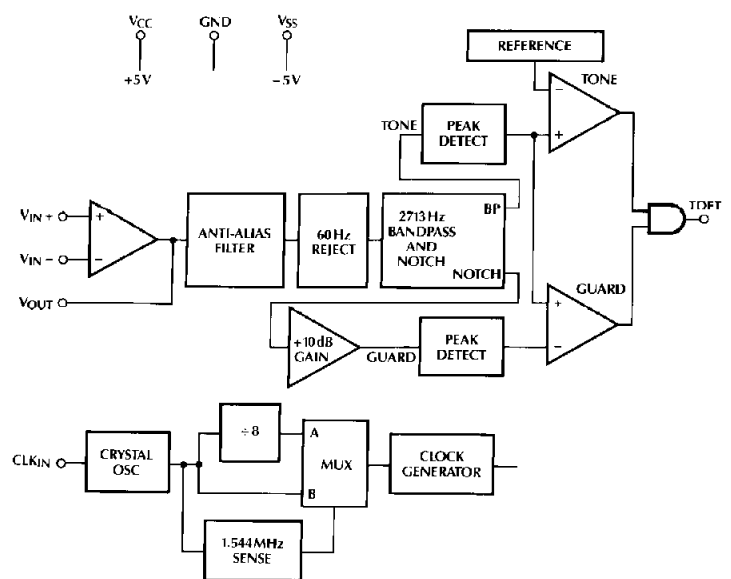 VCC
GND
VSS
+5V
−5V
REFERENCE
TONE
−
+
TONE
PEAK
DETECT
2713 Hz
BANDPASS
AND
NOTCH
BP
NOTCH
VIN +
VIN −
VOUT
+
−
ANTI-ALIAS
FILTER
60 Hz
REJECT
TDET
GUARD
+
−
+10 dB
GAIN
GUARD
PEAK
DETECT
CLKIN
CRYSTAL
OSC
÷8
A
B
MUX
CLOCK
GENERATOR
1.544 MHz
SENSE